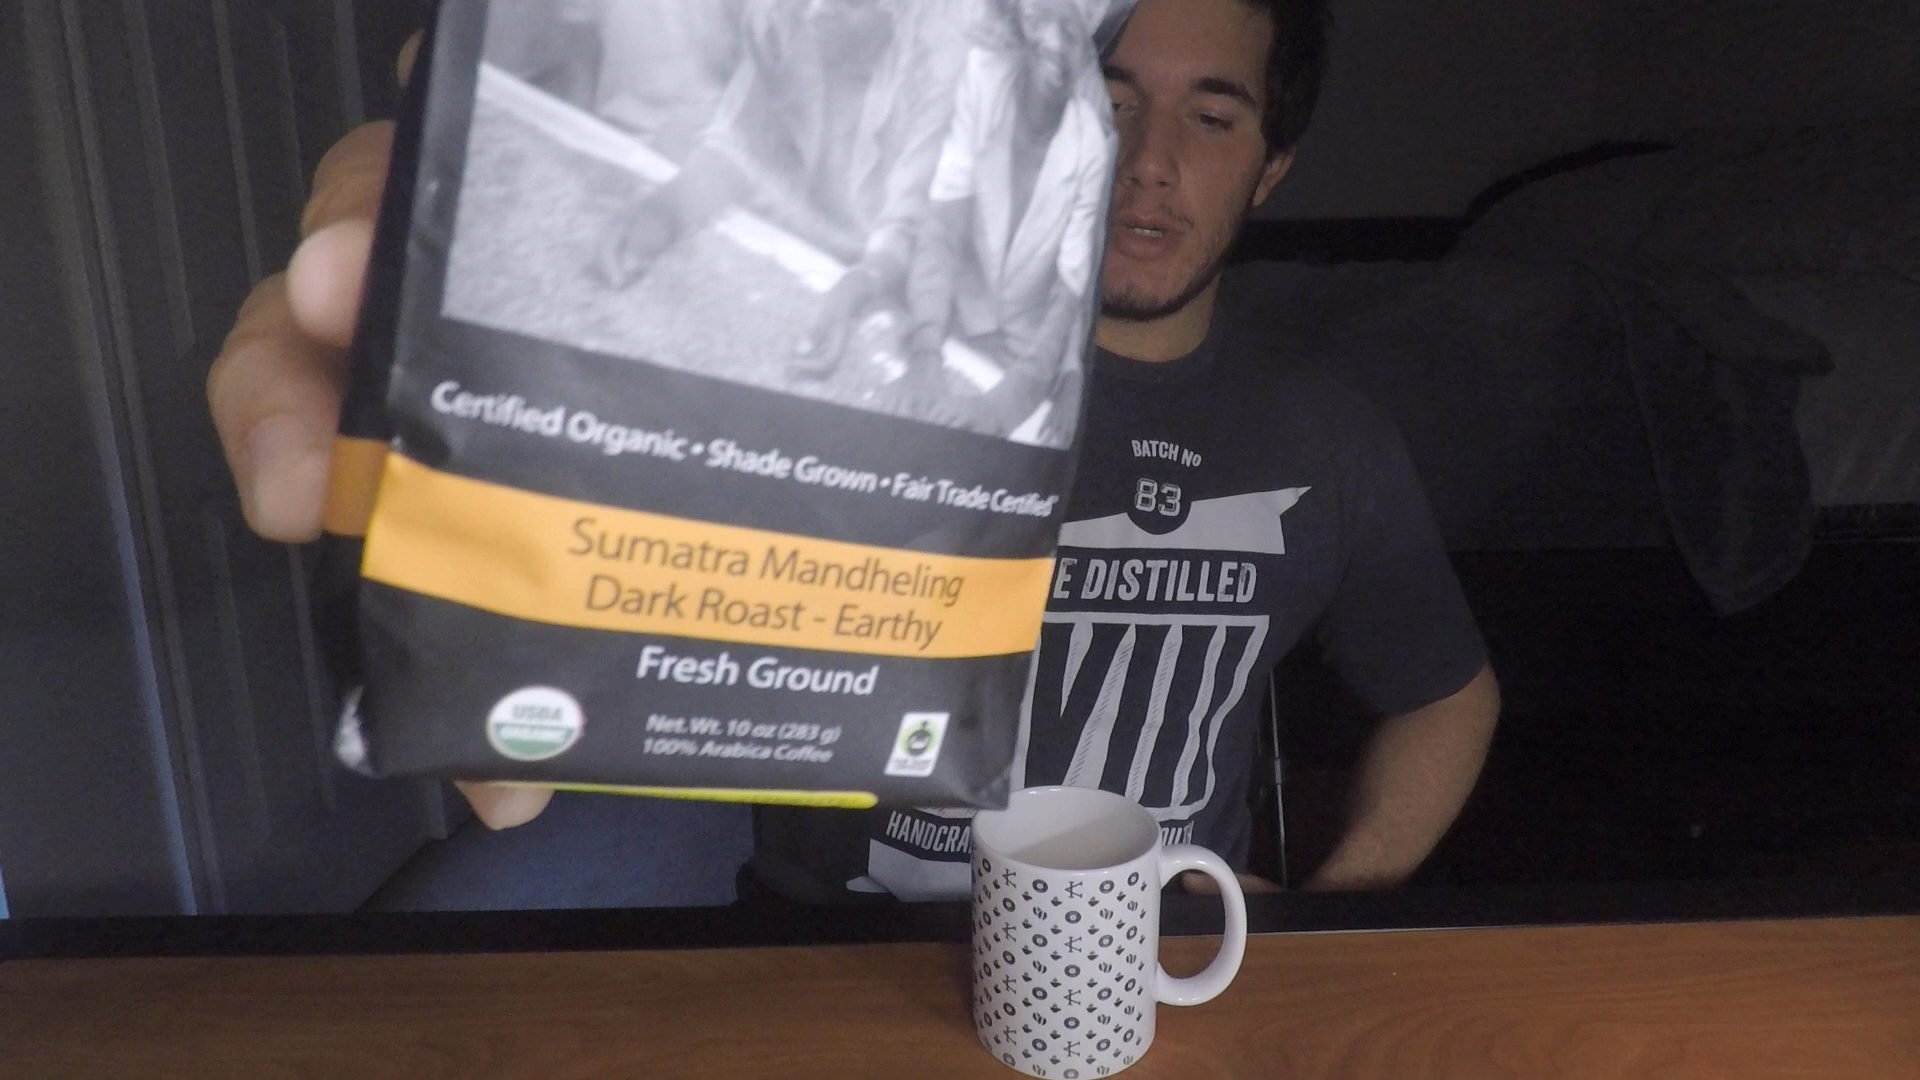 Certified Organic • Shade Grown • Fair Trade Certified
Sumatra Mandheling
Dark Roast - Earthy
Fresh Ground
USDA
ORGANIC
Net. Wt. 10 oz (283 g)
100% Arabica Coffee
BATCH No
83
E DISTILLED
VII
HANDCRA